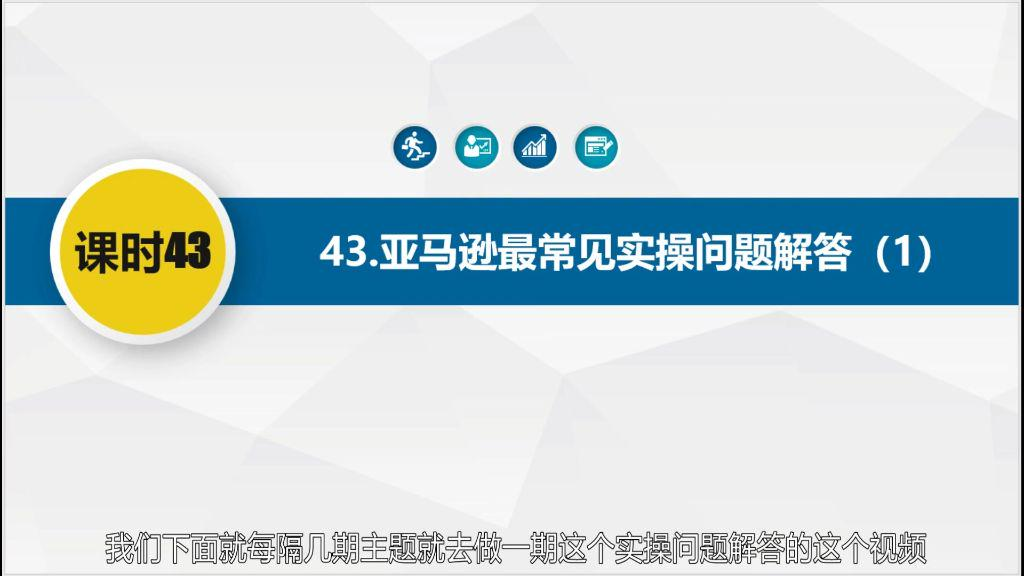 课时43
43.亚马逊最常见实操问题解答（1）
我们下面就每隔几期主题就去做一期这个实操问题解答的这个视频